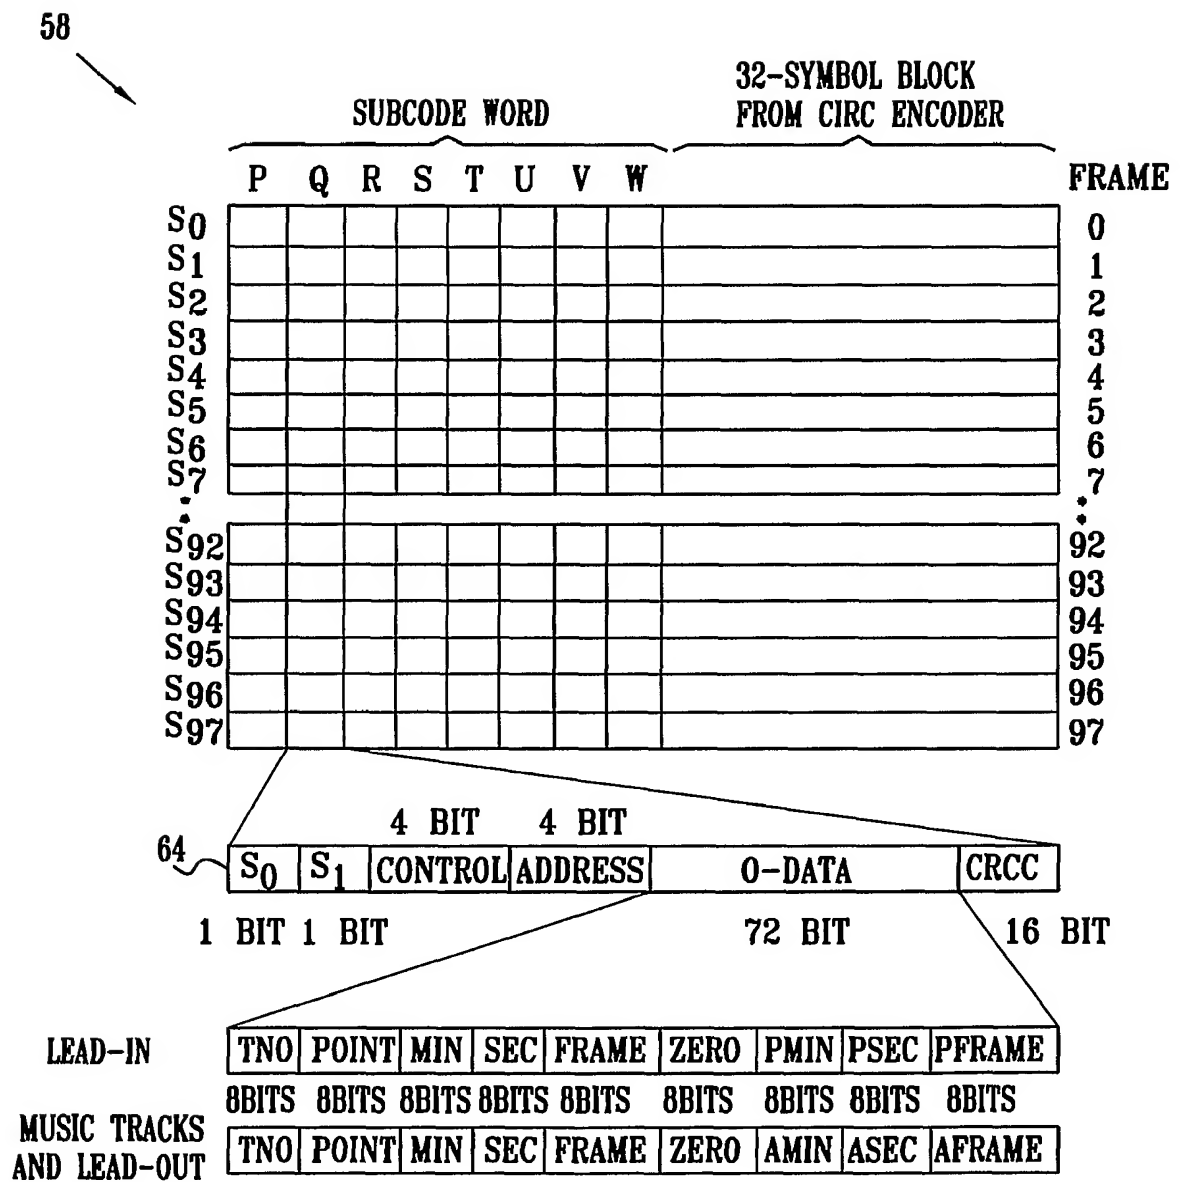 58
32-SYMBOL BLOCK
SUBCODE WORD FROM CIRC ENCODER
P Q R S T U V W FRAME
S0 0
S1 1
S2 2
S3 3
S4 4
S5 5
S6 6
S7 7
S92 92
S93 93
S94 94
S95 95
S96 96
S97 97
4 BIT 4 BIT
64 S0 S1 CONTROL ADDRESS 0-DATA CRCC
1 BIT 1 BIT 72 BIT 16 BIT
LEAD-IN TNO POINT MIN SEC FRAME ZERO PMIN PSEC PFRAME
8BITS 8BITS 8BITS 8BITS 8BITS 8BITS 8BITS 8BITS 8BITS
MUSIC TRACKS
AND LEAD-OUT TNO POINT MIN SEC FRAME ZERO AMIN ASEC AFRAME